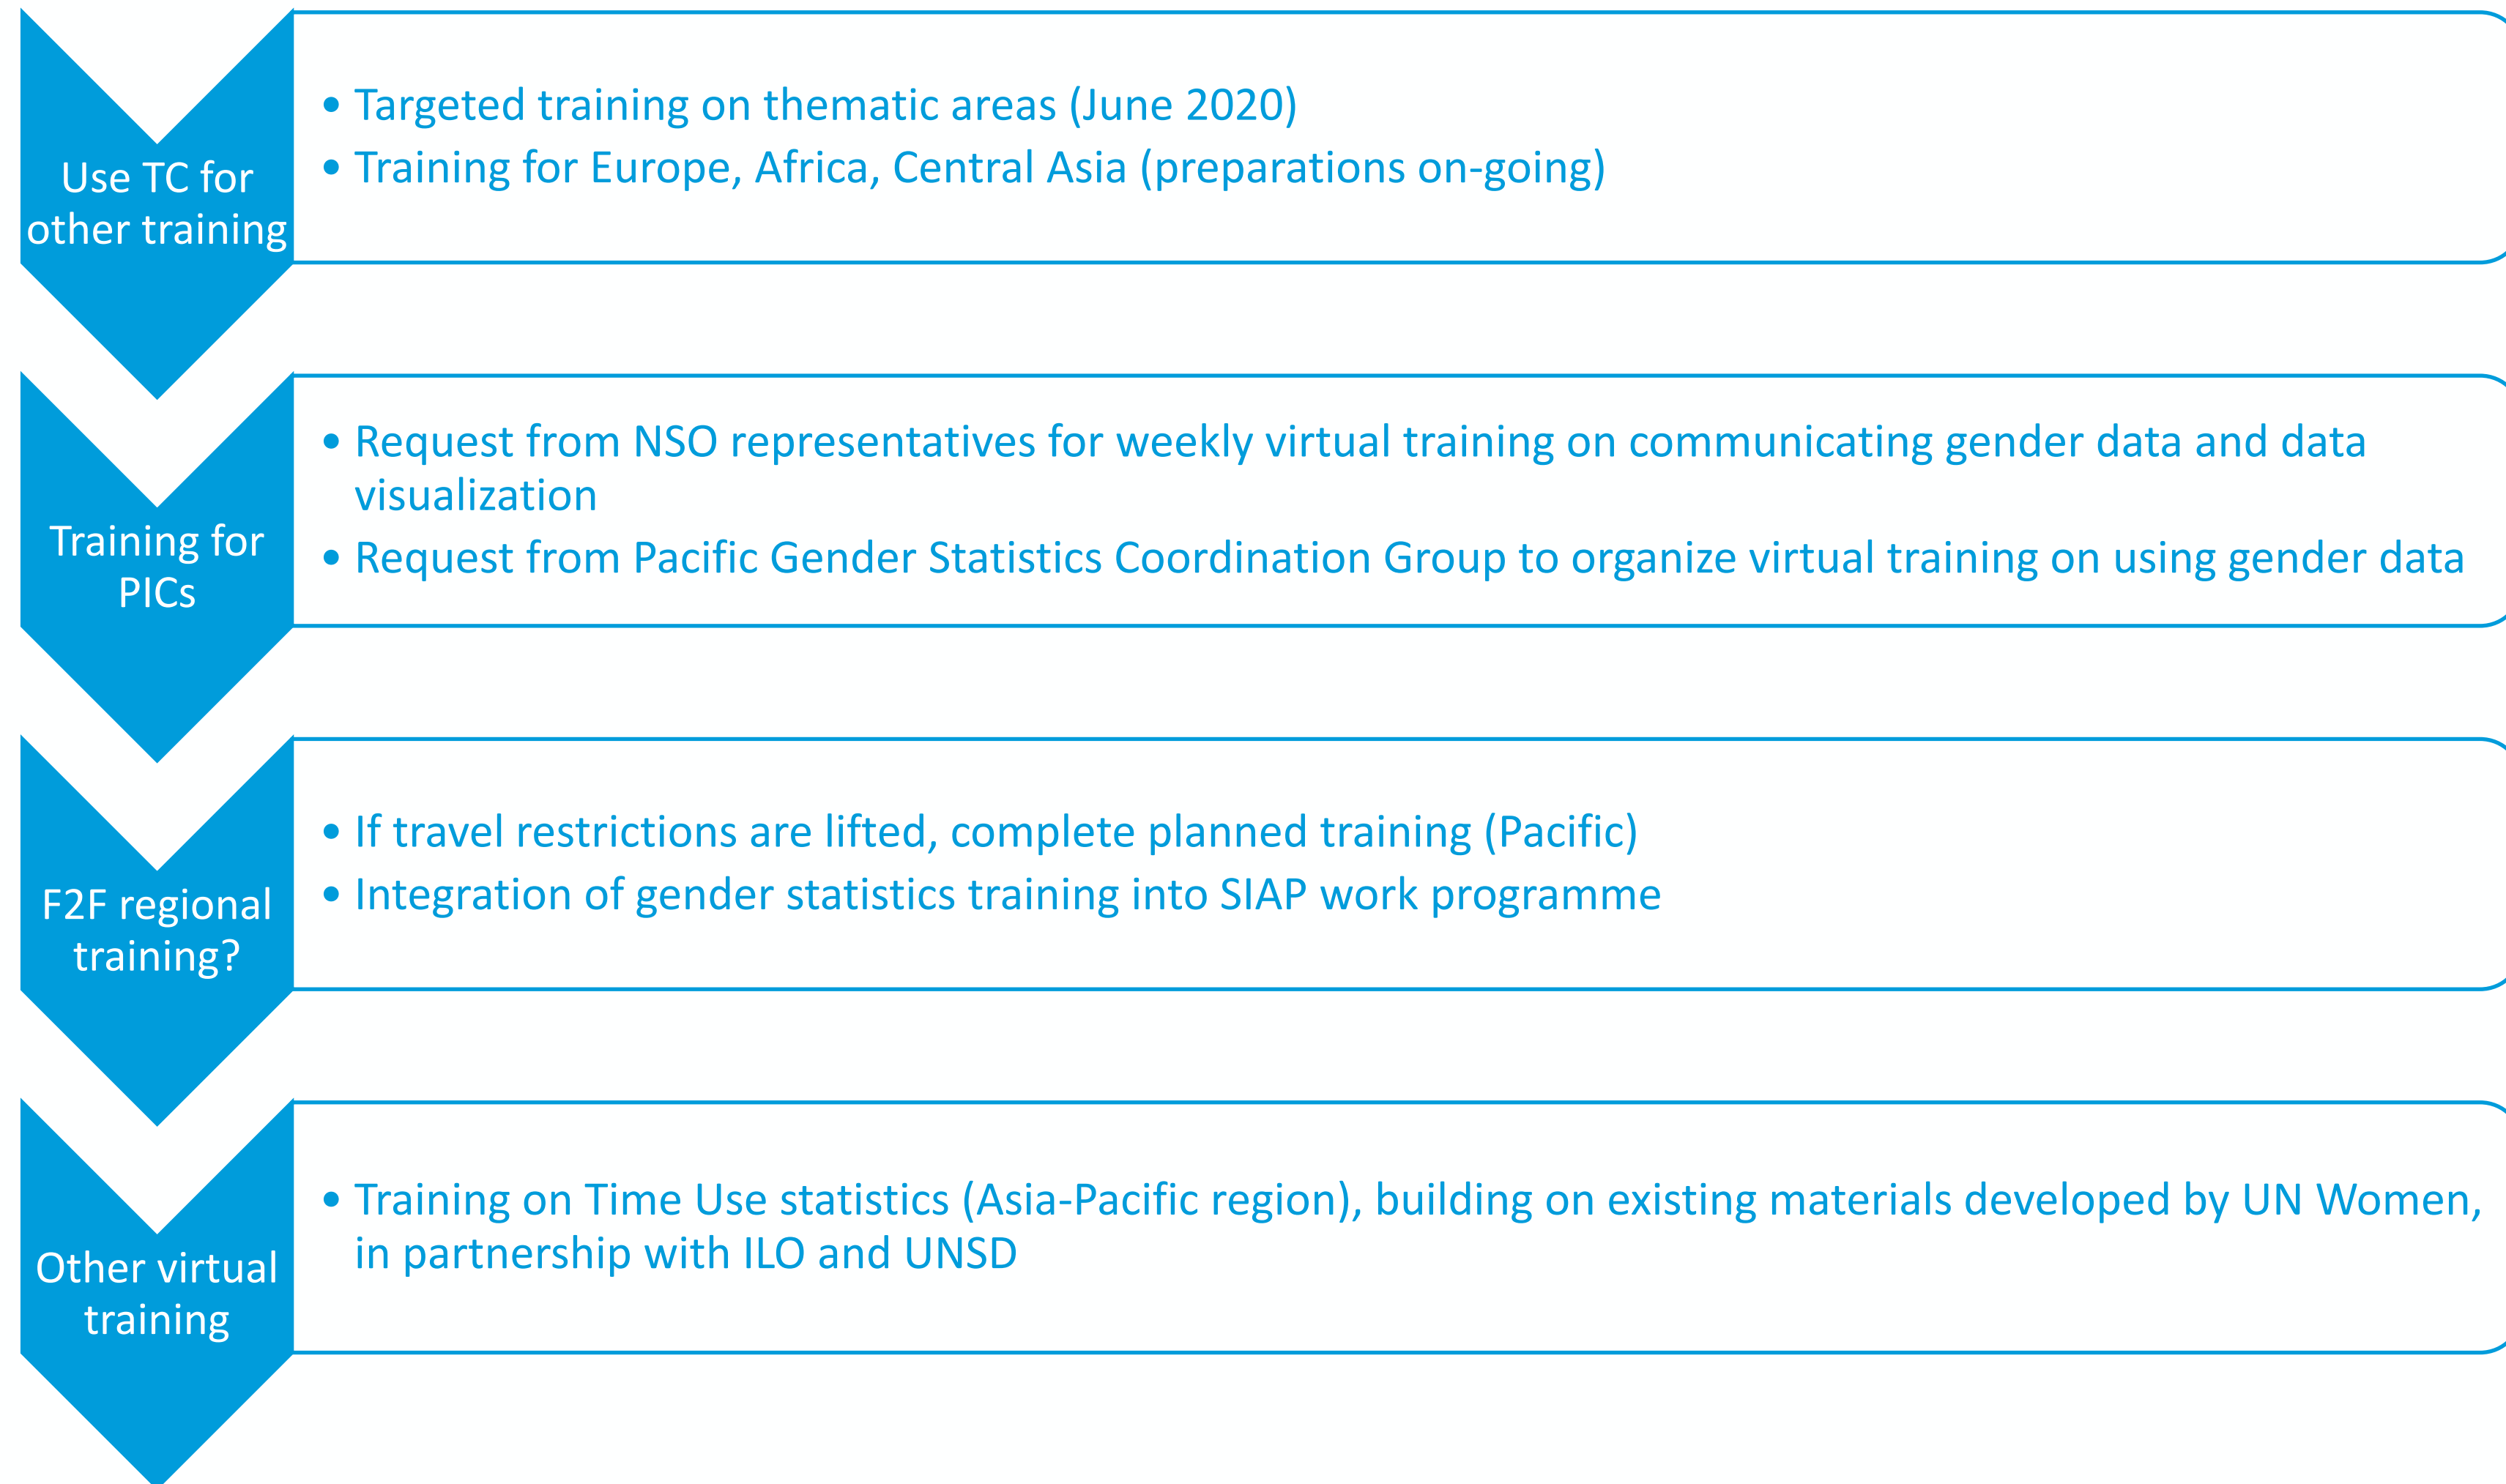 Use TC for
other training
• Targeted training on thematic areas (June 2020)
• Training for Europe, Africa, Central Asia (preparations on-going)
Training for
PICs
• Request from NSO representatives for weekly virtual training on communicating gender data and data
visualization
• Request from Pacific Gender Statistics Coordination Group to organize virtual training on using gender data
F2F regional
training?
• If travel restrictions are lifted, complete planned training (Pacific)
• Integration of gender statistics training into SIAP work programme
Other virtual
training
• Training on Time Use statistics (Asia-Pacific region), building on existing materials developed by UN Women,
in partnership with ILO and UNSD